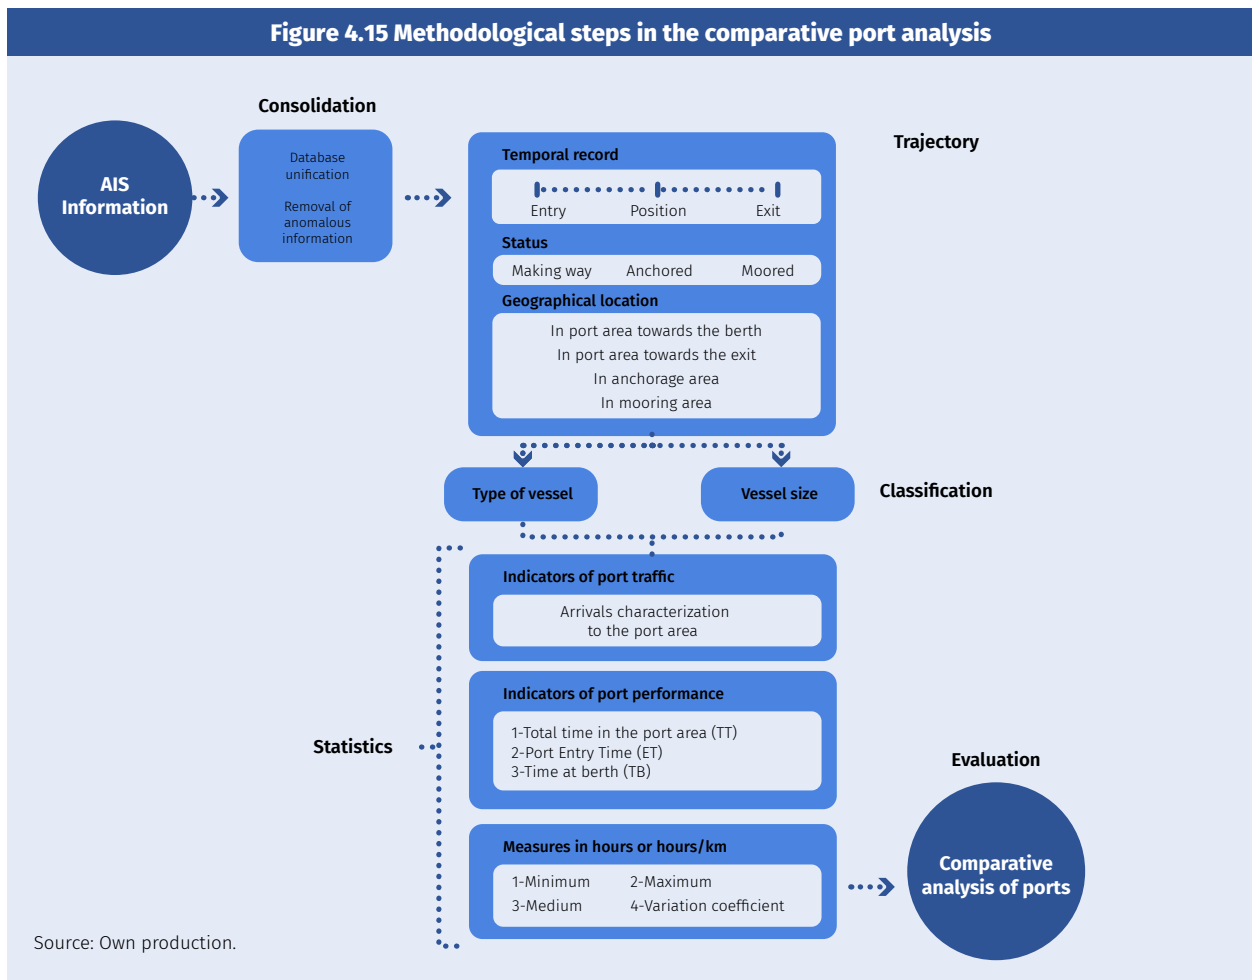 Figure 4.15 Methodological steps in the comparative port analysis
Consolidation
AIS
Information
Database
unification
Removal of
anomalous
information
Trajectory
Temporal record
Entry Position Exit
Status
Making way Anchored Moored
Geographical location
In port area towards the berth
In port area towards the exit
In anchorage area
In mooring area
Type of vessel
Vessel size
Classification
Indicators of port traffic
Arrivals characterization
to the port area
Indicators of port performance
1-Total time in the port area (TT)
2-Port Entry Time (ET)
3-Time at berth (TB)
Statistics
Measures in hours or hours/km
1-Minimum 2-Maximum
3-Medium 4-Variation coefficient
Evaluation
Comparative
analysis of ports
Source: Own production.